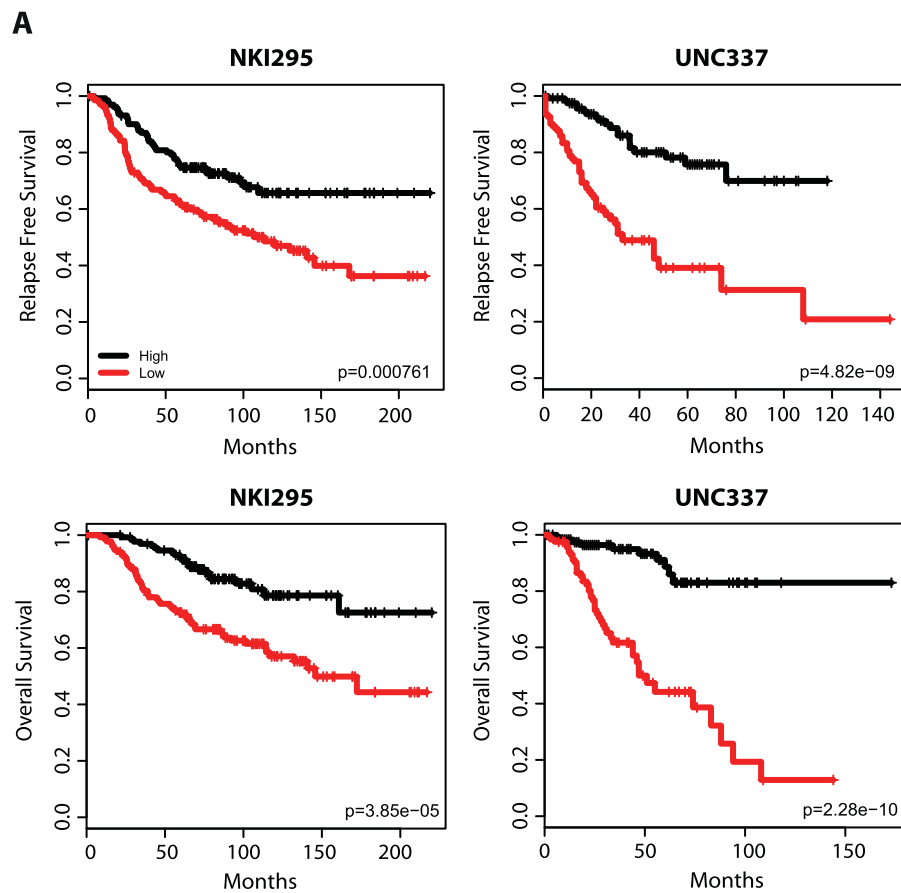 A
NKI295
Relapse Free Survival
1.0
0.8
0.6
0.4
0.2
0.0
High
Low
p=0.000761
0 50 100 150 200
Months
UNC337
Relapse Free Survival
1.0
0.8
0.6
0.4
0.2
0.0
p=4.82e−09
0 20 40 60 80 100 120 140
Months
NKI295
Overall Survival
1.0
0.8
0.6
0.4
0.2
0.0
p=3.85e−05
0 50 100 150 200
Months
UNC337
Overall Survival
1.0
0.8
0.6
0.4
0.2
0.0
p=2.28e−10
0 50 100 150
Months